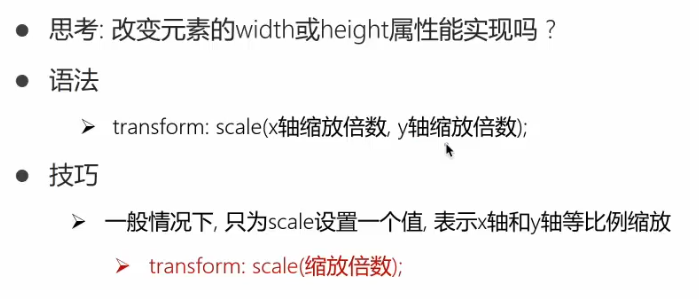 思考: 改变元素的width或height属性能实现吗？
语法
transform: scale(x轴缩放倍数, y轴缩放倍数);
技巧
一般情况下, 只为scale设置一个值, 表示x轴和y轴等比例缩放
transform: scale(缩放倍数);